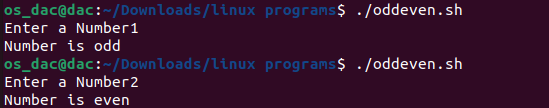 os_dac@dac:~/Downloads/linux programs$ ./oddeven.sh
Enter a Number1
Number is odd
os_dac@dac:~/Downloads/linux programs$ ./oddeven.sh
Enter a Number2
Number is even